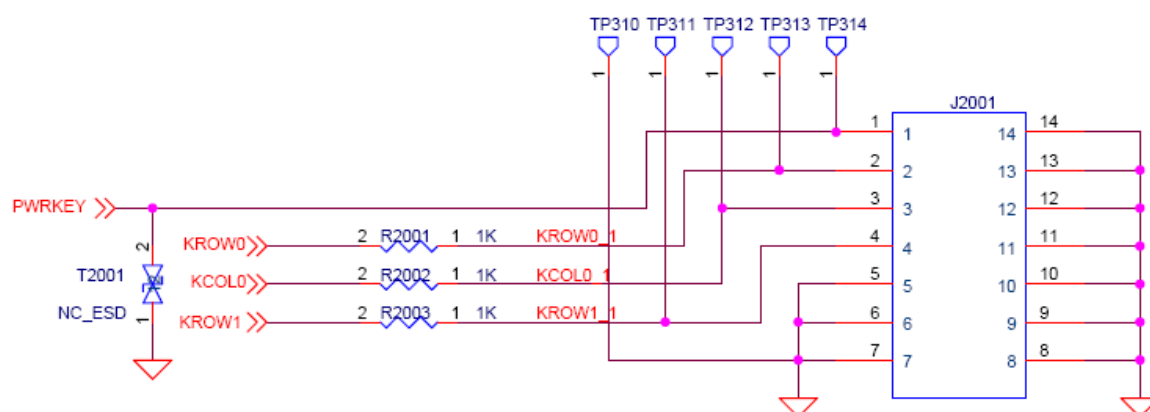 TP310 TP311 TP312 TP313 TP314
1 1 1 1 1
J2001
1 1 14 14
2 2 13 13
PWRKEY
3 3 12 12
2
KROW0 2 R2001 1 1K KROW0_1
4 4 11 11
T2001
KCOL0 2 R2002 1 1K KCOL0_1
5 5 10 10
NC_ESD
1
KROW1 2 R2003 1 1K KROW1_1
6 6 9 9
7 7 8 8